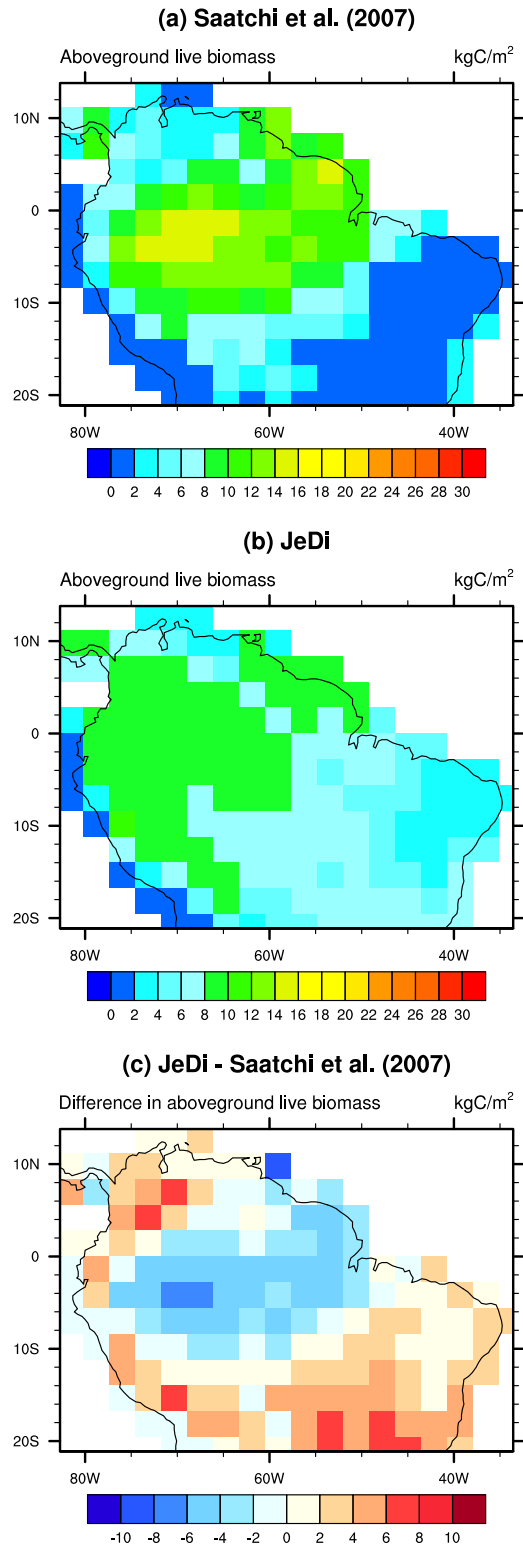 (a) Saatchi et al. (2007)
Aboveground live biomass kgC/m²
10N
0
10S
20S
80W 60W 40W
0 2 4 6 8 10 12 14 16 18 20 22 24 26 28 30
(b) JeDi
Aboveground live biomass kgC/m²
10N
0
10S
20S
80W 60W 40W
0 2 4 6 8 10 12 14 16 18 20 22 24 26 28 30
(c) JeDi - Saatchi et al. (2007)
Difference in aboveground live biomass kgC/m²
10N
0
10S
20S
80W 60W 40W
-10 -6 -4 -2 0 2 4 6 8 10